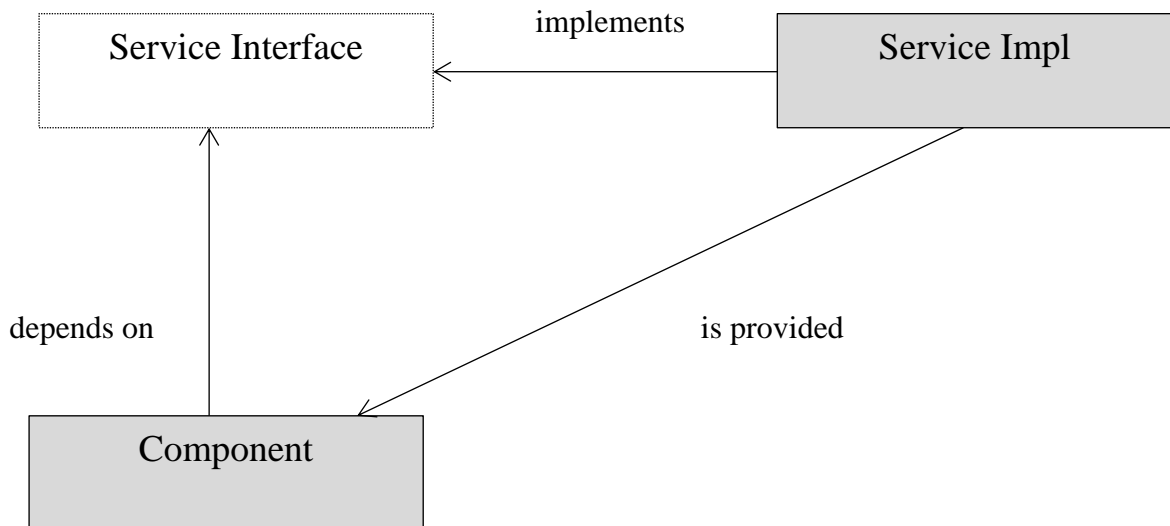 Service Interface
implements
Service Impl
depends on
is provided
Component